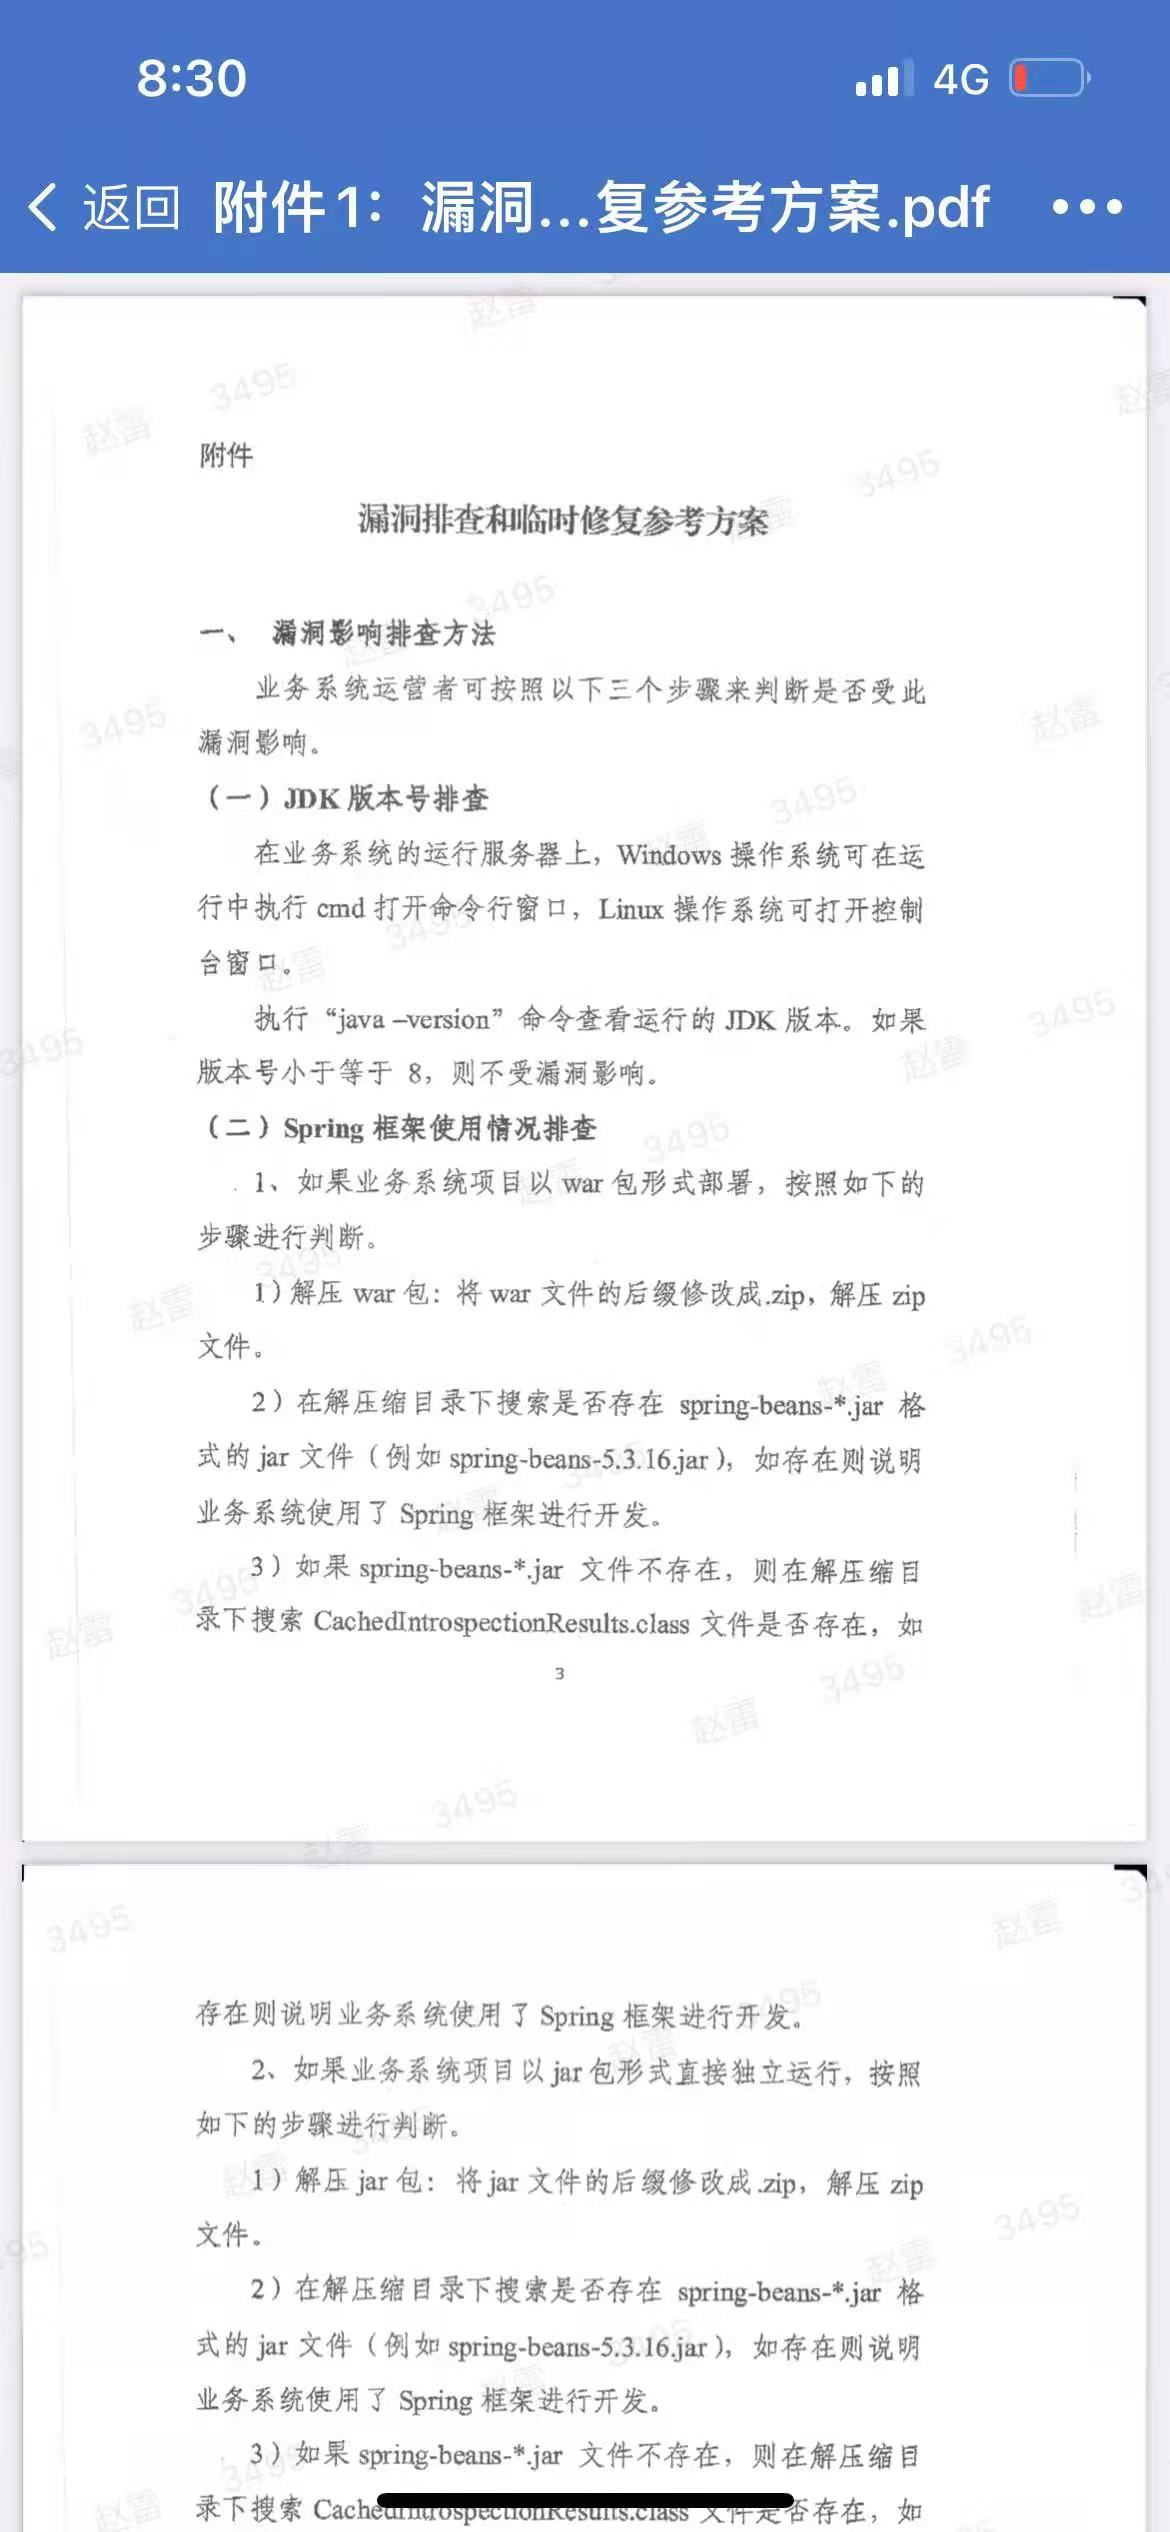 8:30
4G
返回 附件1：漏洞...复参考方案.pdf
附件
漏洞排查和临时修复参考方案
一、 漏洞影响排查方法
业务系统运营者可按照以下三个步骤来判断是否受此
漏洞影响。
（一）JDK 版本号排查
在业务系统的运行服务器上，Windows 操作系统可在运
行中执行 cmd 打开命令行窗口，Linux 操作系统可打开控制
台窗口。
执行“java –version”命令查看运行的 JDK 版本。如果
版本号小于等于 8，则不受漏洞影响。
（二）Spring 框架使用情况排查
1、如果业务系统项目以 war 包形式部署，按照如下的
步骤进行判断。
1）解压 war 包：将 war 文件的后缀修改成.zip，解压 zip
文件。
2）在解压缩目录下搜索是否存在 spring-beans-*.jar 格
式的 jar 文件（例如 spring-beans-5.3.16.jar），如存在则说明
业务系统使用了 Spring 框架进行开发。
3）如果 spring-beans-*.jar 文件不存在，则在解压缩目
录下搜索 CachedIntrospectionResults.class 文件是否存在，如
3
存在则说明业务系统使用了 Spring 框架进行开发。
2、如果业务系统项目以 jar 包形式直接独立运行，按照
如下的步骤进行判断。
1）解压 jar 包：将 jar 文件的后缀修改成.zip，解压 zip
文件。
2）在解压缩目录下搜索是否存在 spring-beans-*.jar 格
式的 jar 文件（例如 spring-beans-5.3.16.jar），如存在则说明
业务系统使用了 Spring 框架进行开发。
3）如果 spring-beans-*.jar 文件不存在，则在解压缩目
录下搜索 CachedIntrospectionResults.class 文件是否存在，如
赵雷 3495